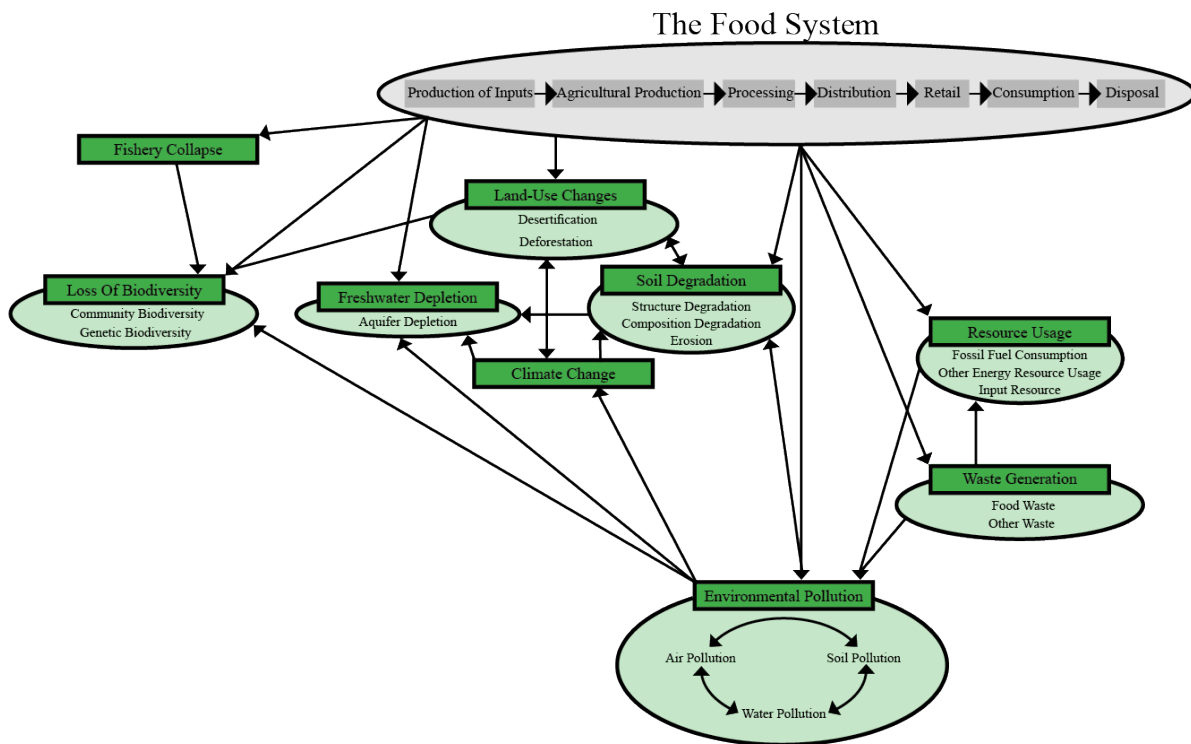 The Food System
Production of Inputs
Agricultural Production
Processing
Distribution
Retail
Consumption
Disposal
Fishery Collapse
Land-Use Changes
Desertification
Deforestation
Loss Of Biodiversity
Community Biodiversity
Genetic Biodiversity
Freshwater Depletion
Aquifer Depletion
Soil Degradation
Structure Degradation
Composition Degradation
Erosion
Climate Change
Resource Usage
Fossil Fuel Consumption
Other Energy Resource Usage
Input Resource
Waste Generation
Food Waste
Other Waste
Environmental Pollution
Air Pollution
Soil Pollution
Water Pollution